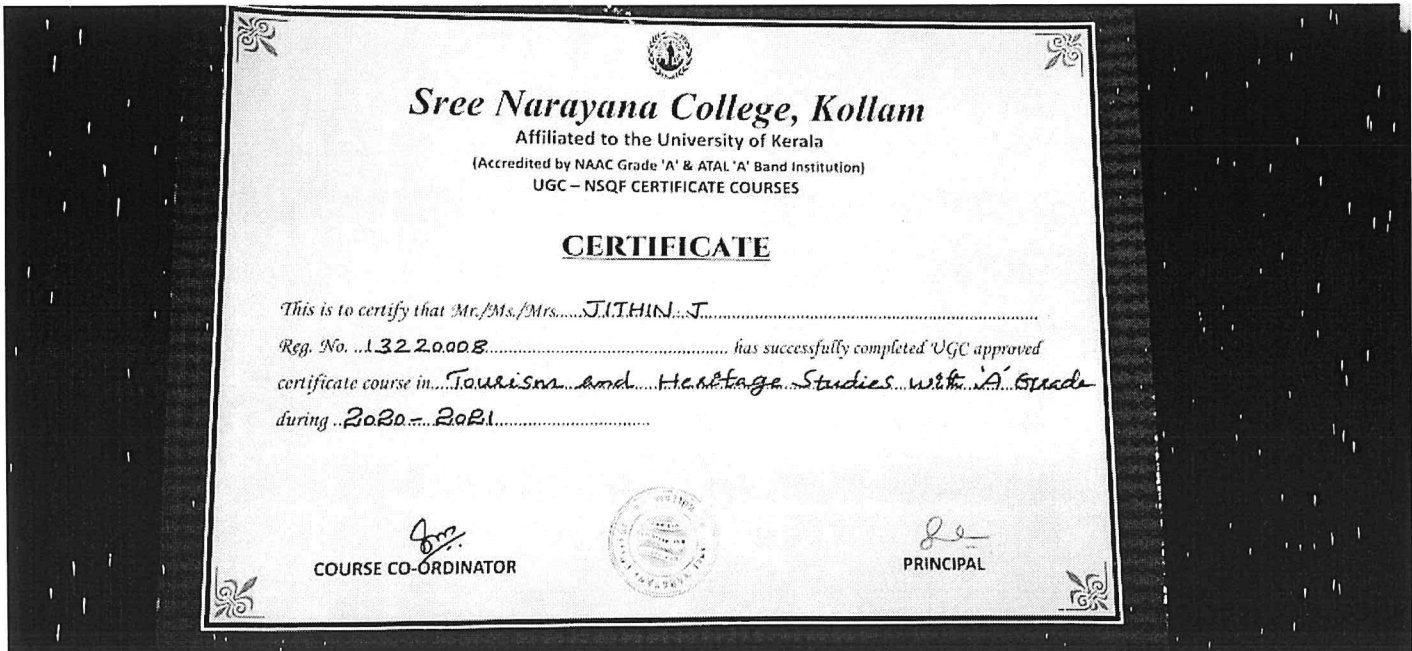 Sree Narayana College, Kollam
Affiliated to the University of Kerala
(Accredited by NAAC Grade 'A' & ATAL 'A' Band Institution)
UGC – NSQF CERTIFICATE COURSES
CERTIFICATE
This is to certify that Mr./Ms./Mrs.....JITHIN. J
Reg. No. ..13220008.......... has successfully completed UGC approved
certificate course in...Tourism and Heritage Studies with 'A' Grade
during ..2020 - 2021..........
COURSE CO-ORDINATOR PRINCIPAL